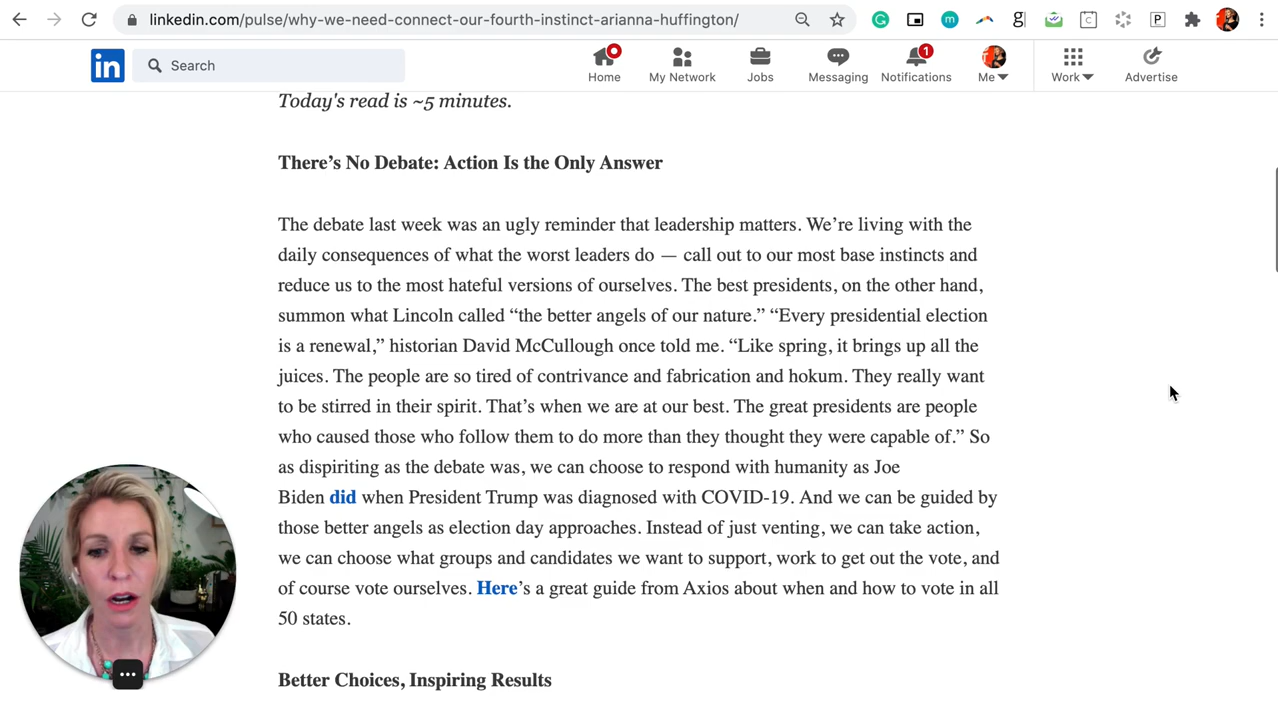 linkedin.com/pulse/why-we-need-connect-our-fourth-instinct-arianna-huffington/
in
Search
Home
My Network
Jobs
Messaging
1
Notifications
Me
Work
Advertise
Today's read is ~5 minutes.
There’s No Debate: Action Is the Only Answer
The debate last week was an ugly reminder that leadership matters. We’re living with the
daily consequences of what the worst leaders do — call out to our most base instincts and
reduce us to the most hateful versions of ourselves. The best presidents, on the other hand,
summon what Lincoln called “the better angels of our nature.” “Every presidential election
is a renewal,” historian David McCullough once told me. “Like spring, it brings up all the
juices. The people are so tired of contrivance and fabrication and hokum. They really want
to be stirred in their spirit. That’s when we are at our best. The great presidents are people
who caused those who follow them to do more than they thought they were capable of.” So
as dispiriting as the debate was, we can choose to respond with humanity as Joe
Biden did when President Trump was diagnosed with COVID-19. And we can be guided by
those better angels as election day approaches. Instead of just venting, we can take action,
we can choose what groups and candidates we want to support, work to get out the vote, and
of course vote ourselves. Here’s a great guide from Axios about when and how to vote in all
50 states.
Better Choices, Inspiring Results